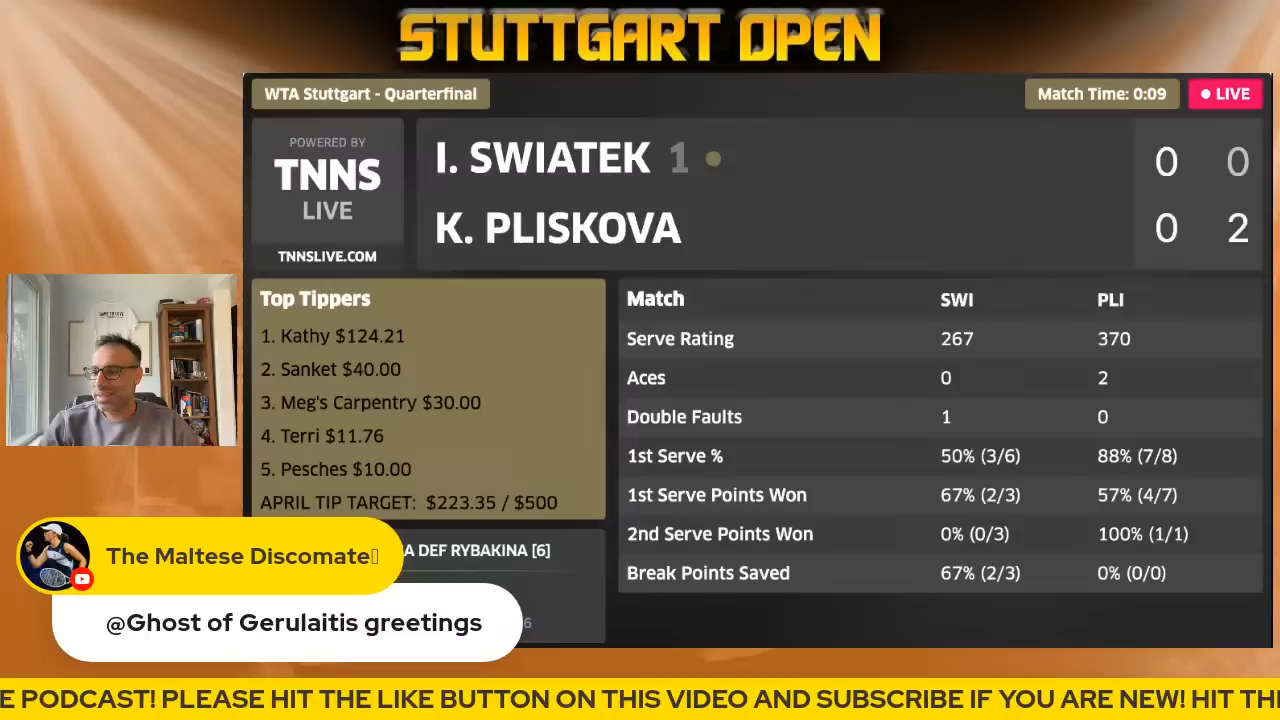 STUTTGART OPEN
WTA Stuttgart - Quarterfinal
Match Time: 0:09
LIVE
POWERED BY
TNNS
LIVE
TNNSLIVE.COM
I. SWIATEK 1 0 0
K. PLISKOVA 0 2
Top Tippers
1. Kathy $124.21
2. Sanket $40.00
3. Meg's Carpentry $30.00
4. Terri $11.76
5. Pesches $10.00
APRIL TIP TARGET: $223.35 / $500
Match SWI PLI
Serve Rating 267 370
Aces 0 2
Double Faults 1 0
1st Serve % 50% (3/6) 88% (7/8)
1st Serve Points Won 67% (2/3) 57% (4/7)
2nd Serve Points Won 0% (0/3) 100% (1/1)
Break Points Saved 67% (2/3) 0% (0/0)
A DEF RYBAKINA [6]
6
The Maltese Discomate
@Ghost of Gerulaitis greetings
E PODCAST! PLEASE HIT THE LIKE BUTTON ON THIS VIDEO AND SUBSCRIBE IF YOU ARE NEW! HIT TH